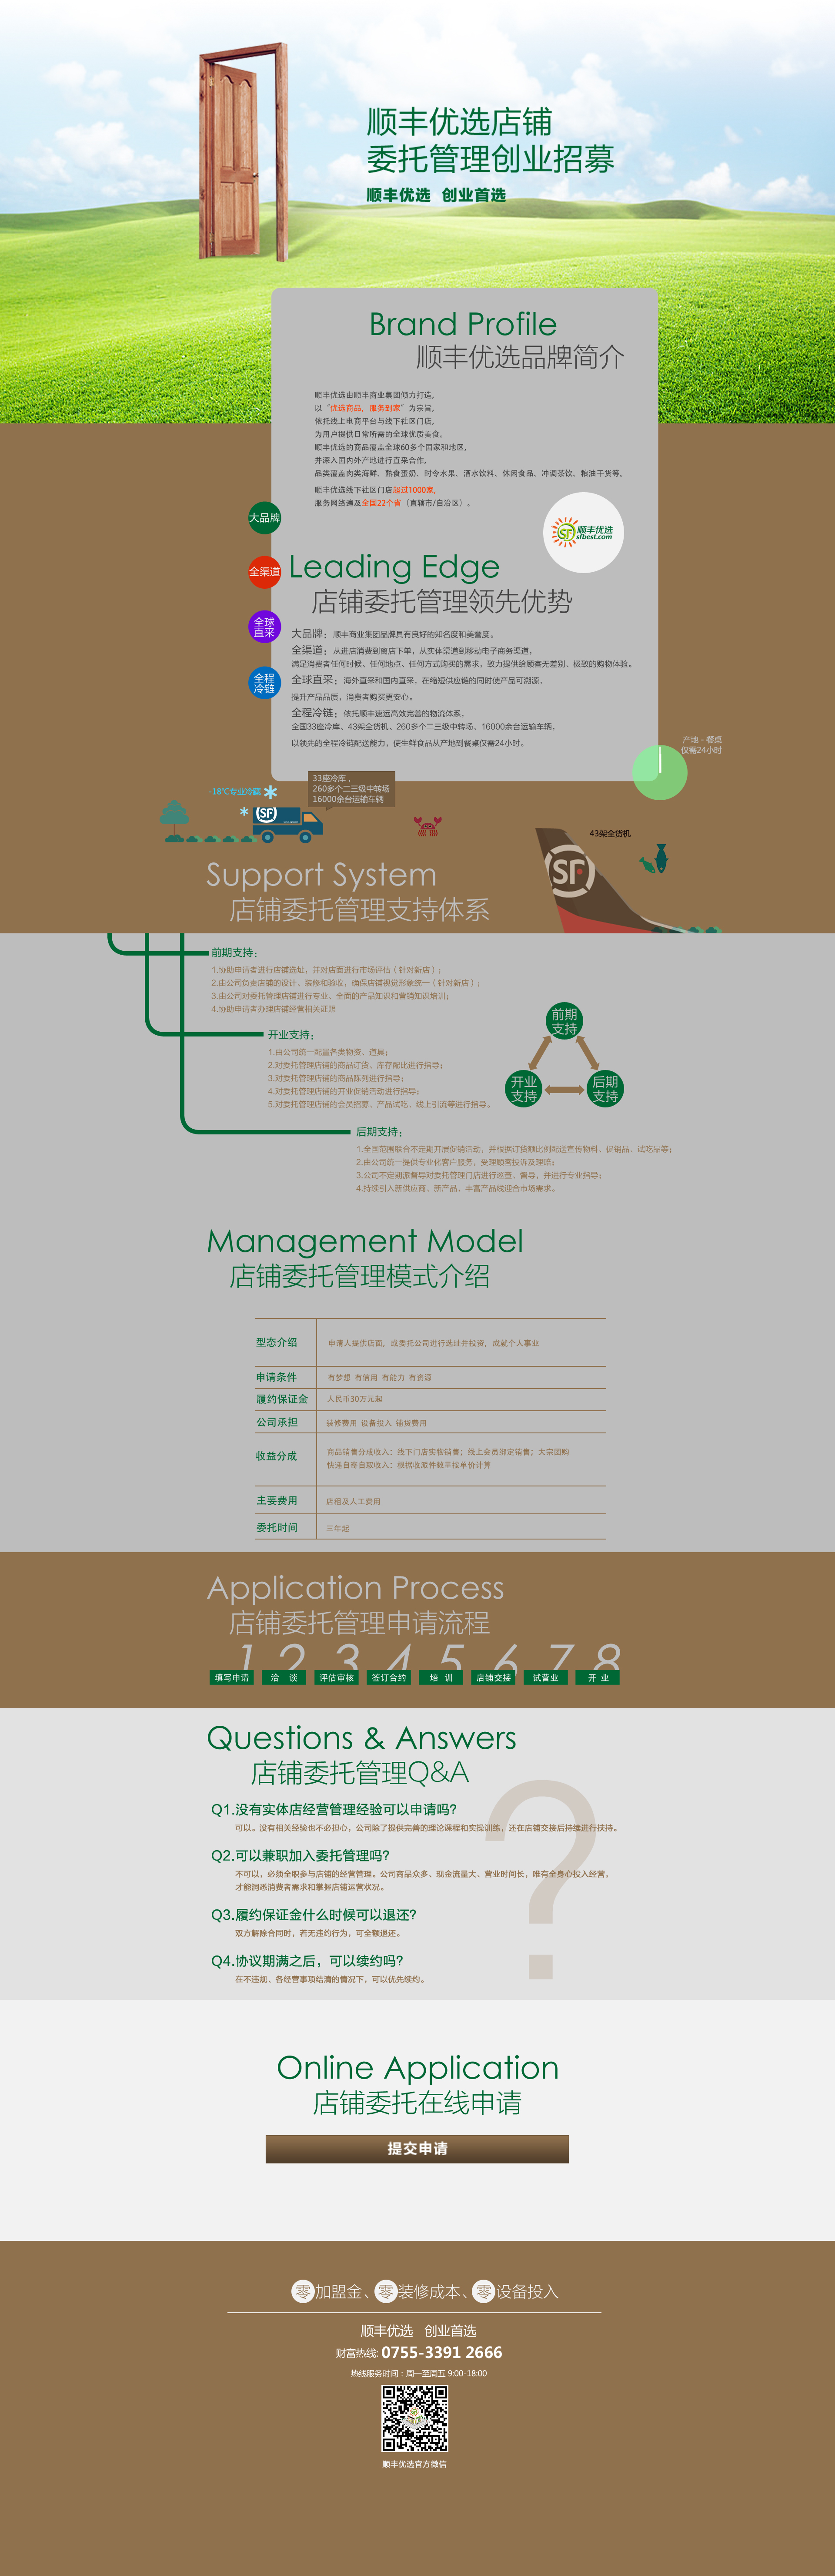 顺丰优选店铺
委托管理创业招募
顺丰优选 创业首选
Brand Profile
顺丰优选品牌简介
顺丰优选由顺丰商业集团倾力打造，
以“优选商品，服务到家”为宗旨，
依托线上电商平台与线下社区门店，
为用户提供日常所需的全球优质美食。
顺丰优选的商品覆盖全球60多个国家和地区，
并深入国内外产地进行直采合作，
品类覆盖肉类海鲜、熟食蛋奶、时令水果、酒水饮料、休闲食品、冲调茶饮、粮油干货等。
顺丰优选线下社区门店超过1000家，
服务网络遍及全国22个省（直辖市/自治区）。
顺丰优选
sfbest.com
大品牌
全渠道
全球
直采
全程
冷链
Leading Edge
店铺委托管理领先优势
大品牌：顺丰商业集团品牌具有良好的知名度和美誉度。
全渠道：从进店消费到离店下单，从实体渠道到移动电子商务渠道，
满足消费者任何时候、任何地点、任何方式购买的需求，致力提供给顾客无差别、极致的购物体验。
全球直采：海外直采和国内直采，在缩短供应链的同时使产品可溯源，
提升产品品质，消费者购买更安心。
全程冷链：依托顺丰速运高效完善的物流体系，
全国33座冷库、43架全货机、260多个二三级中转场、16000余台运输车辆，
以领先的全程冷链配送能力，使生鲜食品从产地到餐桌仅需24小时。
产地 - 餐桌
仅需24小时
33座冷库，
260多个二三级中转场
16000余台运输车辆
-18℃专业冷藏
SF
43架全货机
SF
Support System
店铺委托管理支持体系
前期支持：
1.协助申请者进行店铺选址，并对店面进行市场评估（针对新店）；
2.由公司负责店铺的设计、装修和验收，确保店铺视觉形象统一（针对新店）；
3.由公司对委托管理店铺进行专业、全面的产品知识和营销知识培训；
4.协助申请者办理店铺经营相关证照
开业支持：
1.由公司统一配置各类物资、道具；
2.对委托管理店铺的商品订货、库存配比进行指导；
3.对委托管理店铺的商品陈列进行指导；
4.对委托管理店铺的开业促销活动进行指导；
5.对委托管理店铺的会员招募、产品试吃、线上引流等进行指导。
前期
支持
开业
支持
后期
支持
后期支持：
1.全国范围联合不定期开展促销活动，并根据订货额比例配送宣传物料、促销品、试吃品等；
2.由公司统一提供专业化客户服务，受理顾客投诉及理赔；
3.公司不定期派督导对委托管理门店进行巡查、督导，并进行专业指导；
4.持续引入新供应商、新产品，丰富产品线迎合市场需求。
Management Model
店铺委托管理模式介绍
型态介绍 申请人提供店面，或委托公司进行选址并投资，成就个人事业
申请条件 有梦想 有信用 有能力 有资源
履约保证金 人民币30万元起
公司承担 装修费用 设备投入 铺货费用
收益分成 商品销售分成收入：线下门店实物销售；线上会员绑定销售；大宗团购
快递自寄自取收入：根据收派件数量按单价计算
主要费用 店租及人工费用
委托时间 三年起
Application Process
店铺委托管理申请流程
1 2 3 4 5 6 7 8
填写申请 洽 谈 评估审核 签订合约 培 训 店铺交接 试营业 开 业
Questions & Answers
店铺委托管理Q&A
?
Q1.没有实体店经营管理经验可以申请吗？
可以。没有相关经验也不必担心，公司除了提供完善的理论课程和实操训练，还在店铺交接后持续进行扶持。
Q2.可以兼职加入委托管理吗？
不可以，必须全职参与店铺的经营管理。公司商品众多、现金流量大、营业时间长，唯有全身心投入经营，
才能洞悉消费者需求和掌握店铺运营状况。
Q3.履约保证金什么时候可以退还？
双方解除合同时，若无违约行为，可全额退还。
Q4.协议期满之后，可以续约吗？
在不违规、各经营事项结清的情况下，可以优先续约。
Online Application
店铺委托在线申请
提交申请
零加盟金、零装修成本、零设备投入
顺丰优选 创业首选
财富热线: 0755-3391 2666
热线服务时间：周一至周五 9:00-18:00
顺丰优选官方微信